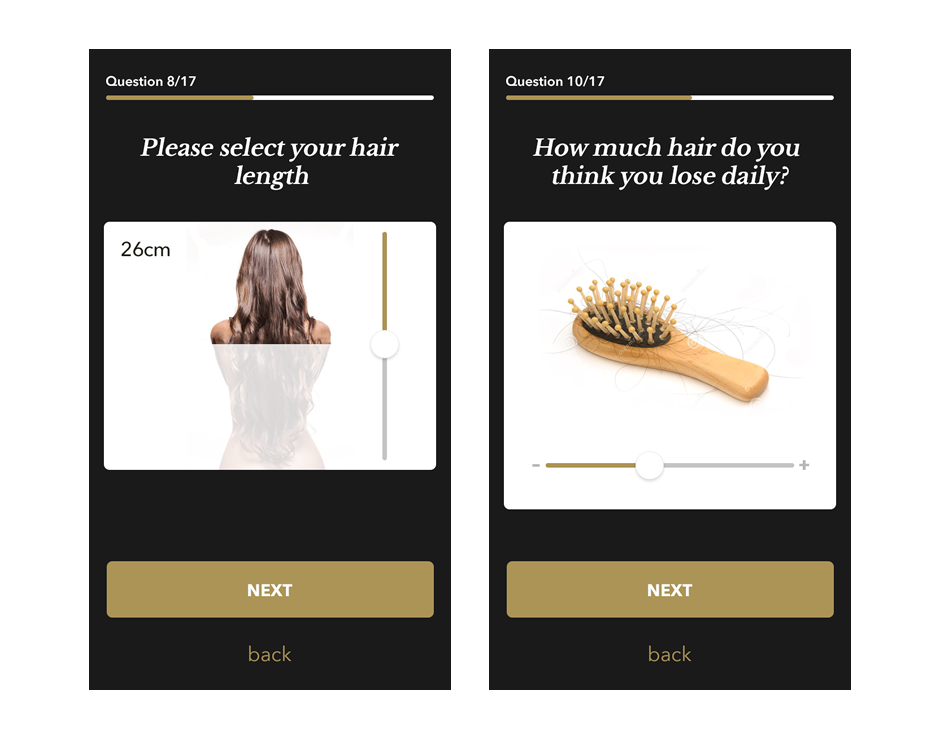 Question 8/17
Please select your hair
length
26cm
NEXT
back
Question 10/17
How much hair do you
think you lose daily?
- +
NEXT
back